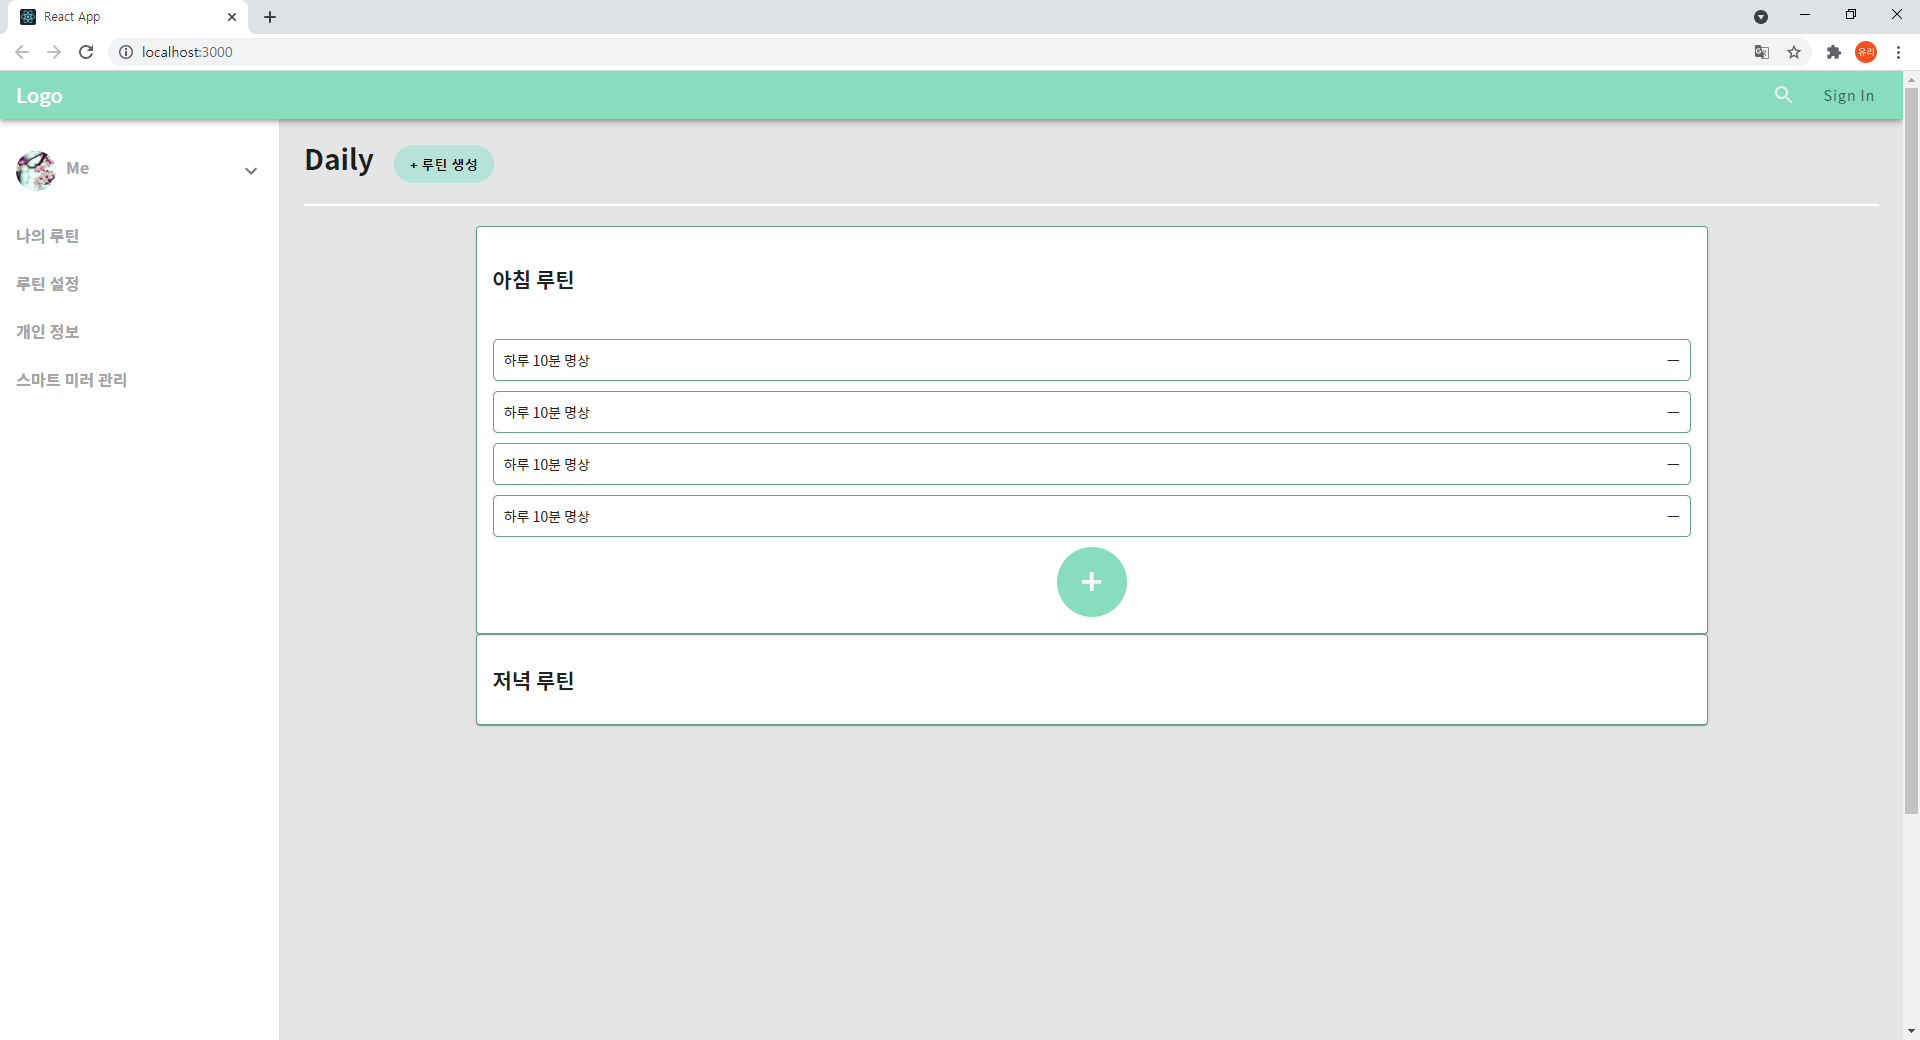 React App
localhost:3000
유리
Logo
Sign In
Me
나의 루틴
루틴 설정
개인 정보
스마트 미러 관리
Daily
+ 루틴 생성
아침 루틴
하루 10분 명상
하루 10분 명상
하루 10분 명상
하루 10분 명상
저녁 루틴